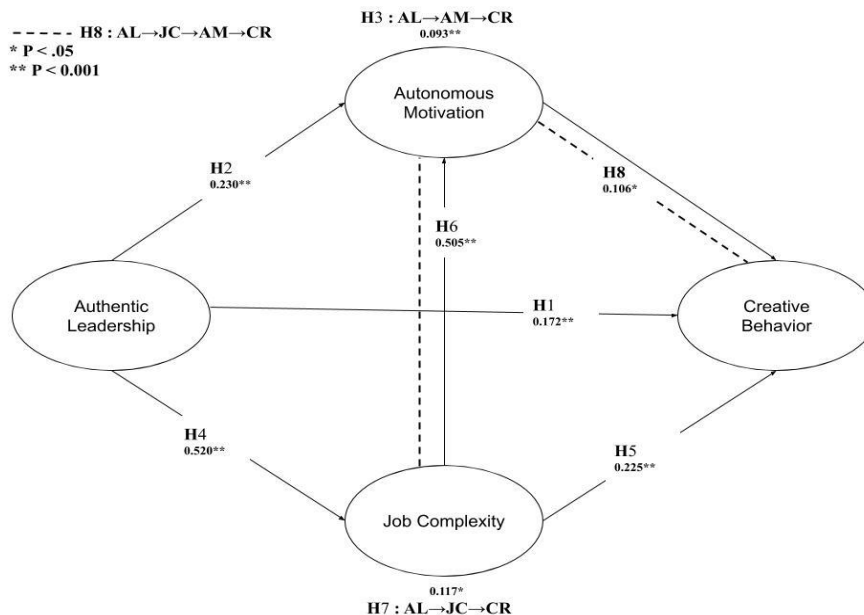 H8 : AL→JC→AM→CR
* P < .05
** P < 0.001
H3 : AL→AM→CR
0.093**
Autonomous
Motivation
H2
0.230**
H8
0.106*
H6
0.505**
Authentic
Leadership
H1
0.172**
Creative
Behavior
H4
0.520**
H5
0.225**
Job Complexity
0.117*
H7 : AL→JC→CR